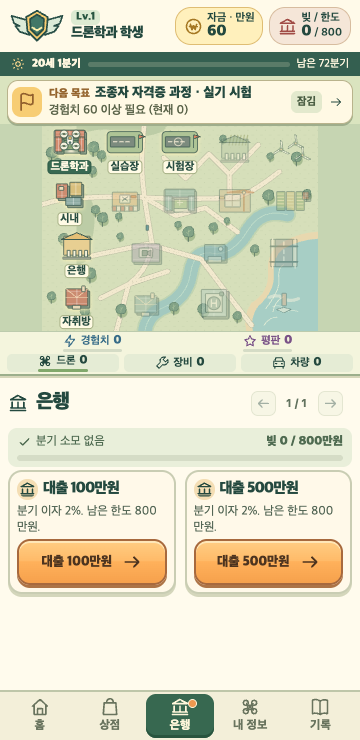 Lv.1
드론학과 학생
자금 · 만원
60
빚 / 한도
0 / 800
20세 1분기
남은 72분기
다음 목표 조종자 자격증 과정 · 실기 시험
경험치 60 이상 필요 (현재 0)
잠김
드론학과
실습장
시험장
시내
은행
자취방
H
경험치 0
평판 0
드론 0
장비 0
차량 0
은행
1 / 1
분기 소모 없음
빚 0 / 800만원
대출 100만원
분기 이자 2%. 남은 한도 800
만원.
대출 100만원
대출 500만원
분기 이자 2%. 남은 한도 800
만원.
대출 500만원
홈
상점
은행
내 정보
기록